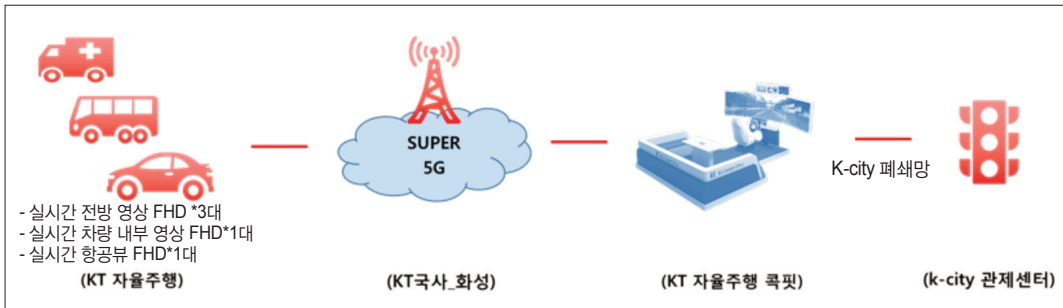 SUPER
5G
K-city 폐쇄망
- 실시간 전방 영상 FHD *3대
- 실시간 차량 내부 영상 FHD*1대
- 실시간 항공뷰 FHD*1대
(KT 자율주행)
(KT국사_화성)
(KT 자율주행 콕핏)
(k-city 관제센터)